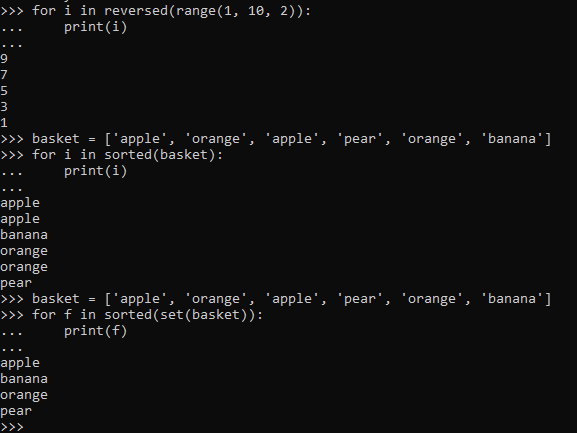 >>> for i in reversed(range(1, 10, 2)):
...     print(i)
...
9
7
5
3
1
>>> basket = ['apple', 'orange', 'apple', 'pear', 'orange', 'banana']
>>> for i in sorted(basket):
...     print(i)
...
apple
apple
banana
orange
orange
pear
>>> basket = ['apple', 'orange', 'apple', 'pear', 'orange', 'banana']
>>> for f in sorted(set(basket)):
...     print(f)
...
apple
banana
orange
pear
>>>